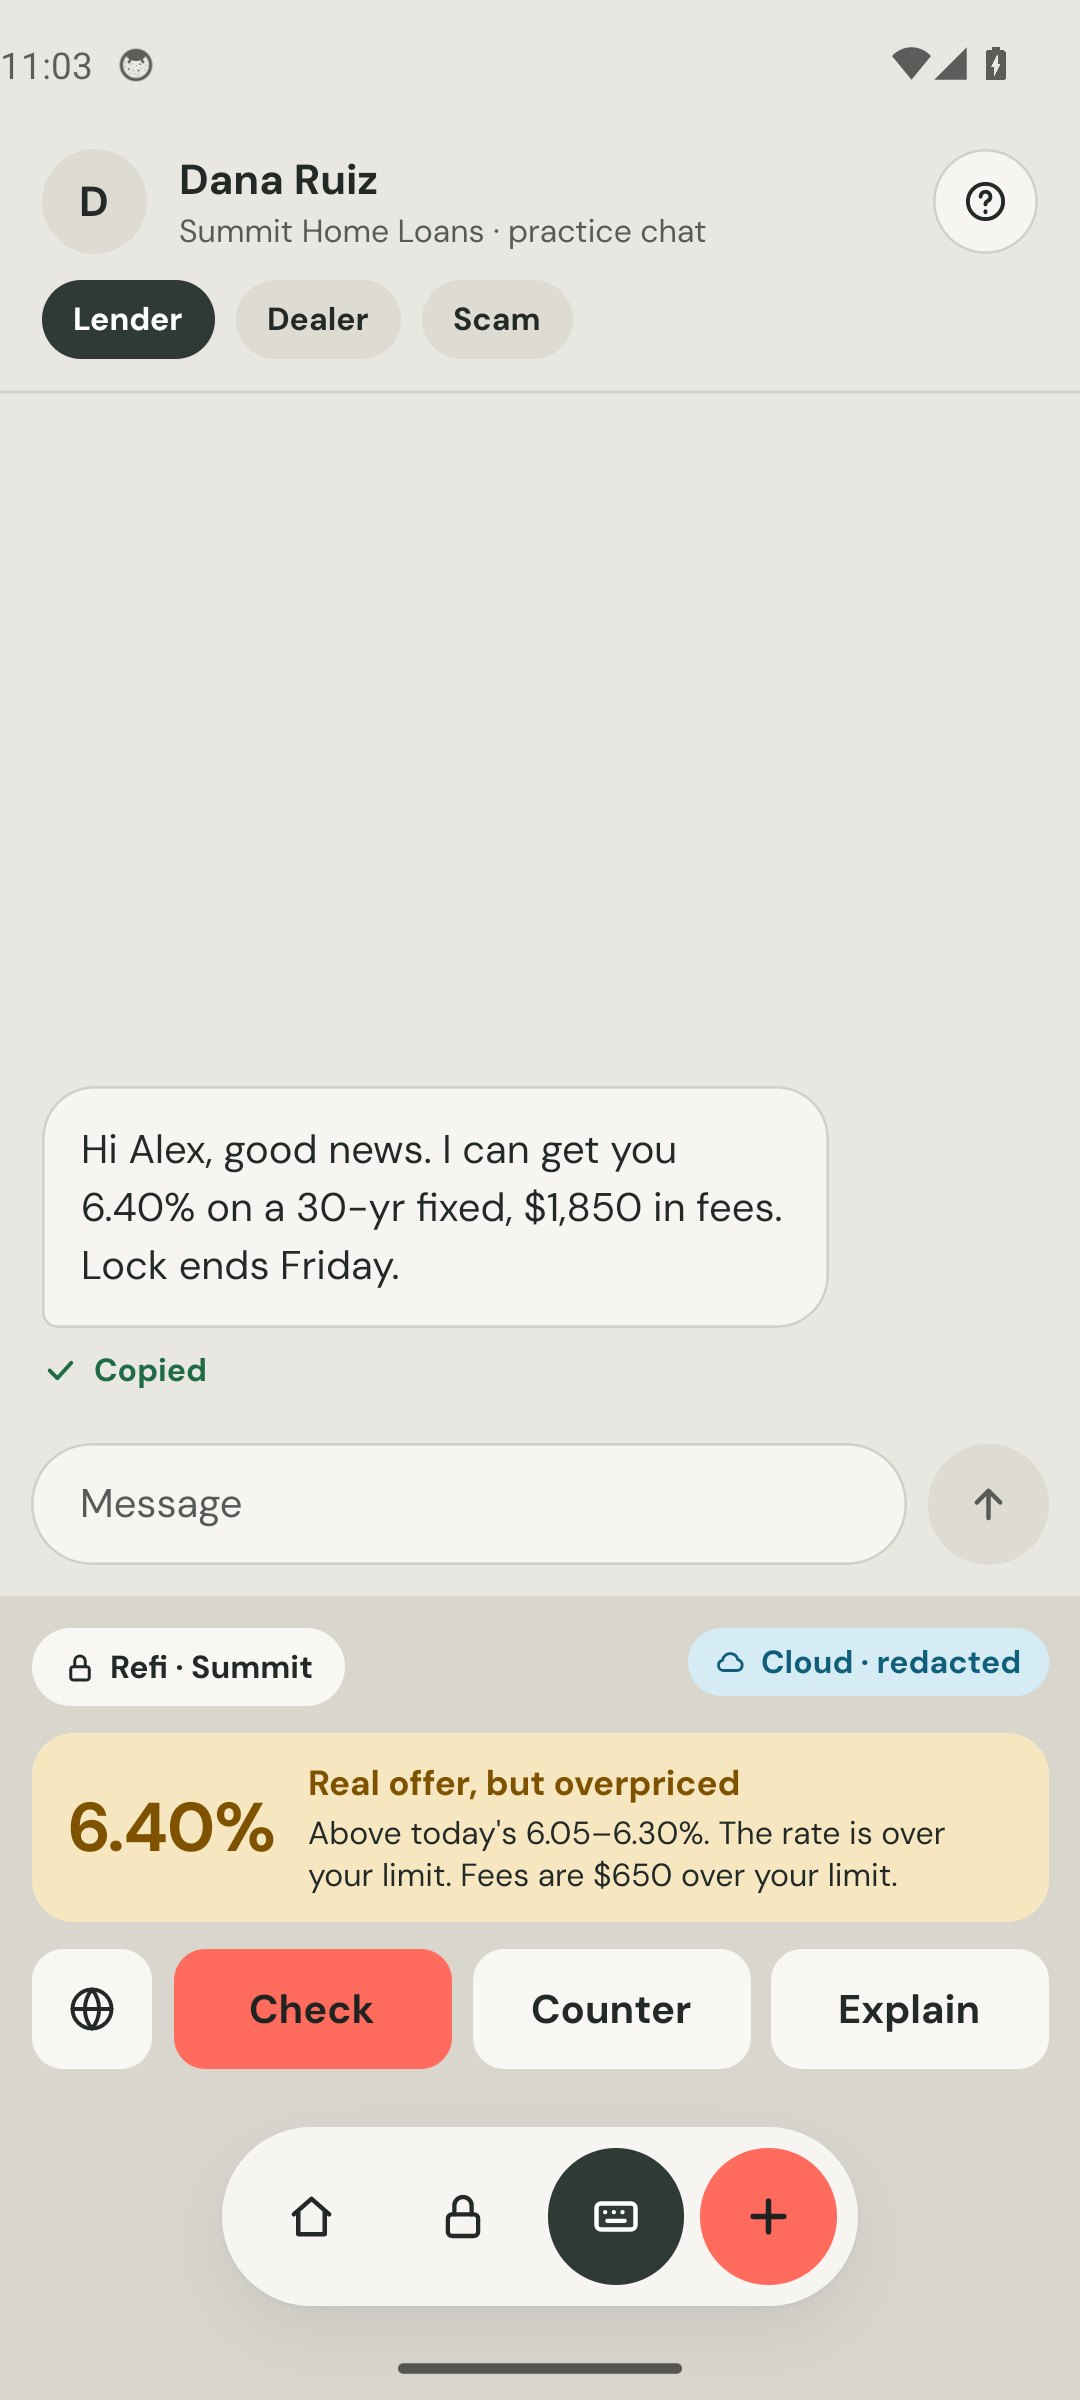 11:03
D
Dana Ruiz
Summit Home Loans · practice chat
Lender
Dealer
Scam
Hi Alex, good news. I can get you
6.40% on a 30-yr fixed, $1,850 in fees.
Lock ends Friday.
Copied
Message
Refi · Summit
Cloud · redacted
6.40%
Real offer, but overpriced
Above today's 6.05–6.30%. The rate is over
your limit. Fees are $650 over your limit.
Check
Counter
Explain